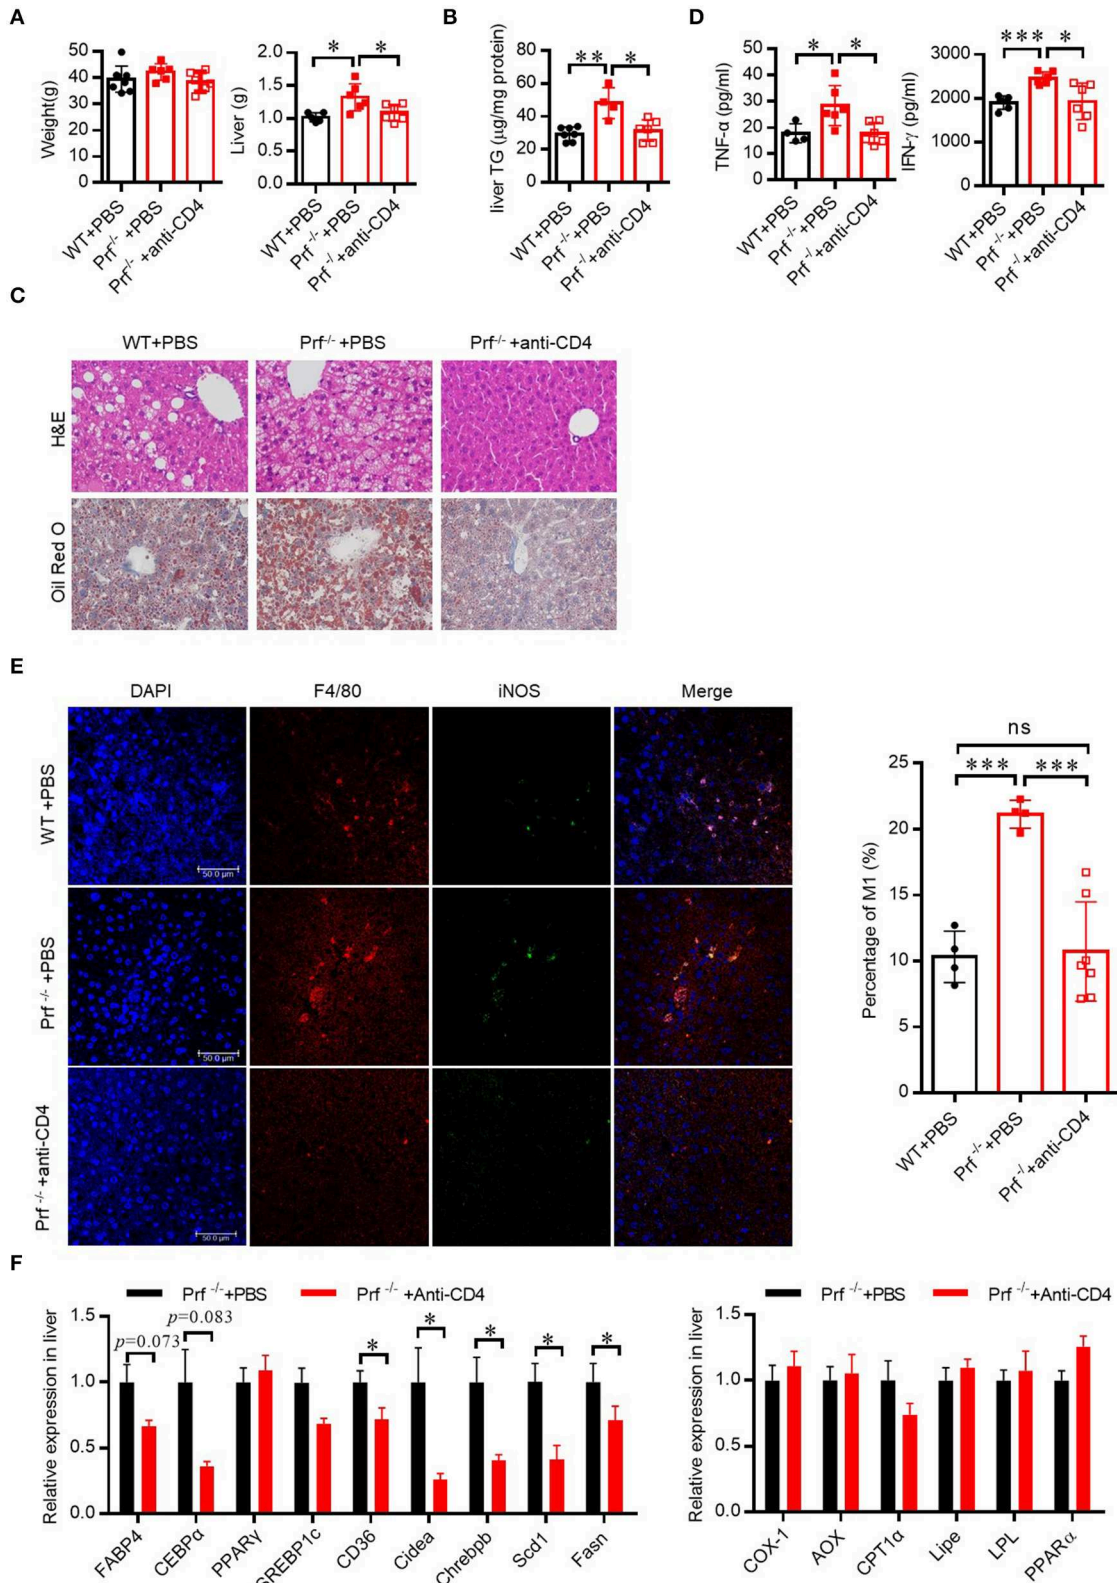 A
Weight(g)
50
40
30
20
10
0
WT+PBS
Prf-/-+PBS
Prf-/- +anti-CD4
Liver (g)
2.0
1.5
1.0
0.5
0.0
*
*
WT+PBS
Prf-/-+PBS
Prf-/- +anti-CD4
B
liver TG (μg/mg protein)
80
60
40
20
0
**
*
WT+PBS
Prf-/-+PBS
Prf-/-+anti-CD4
D
TNF-α (pg/ml)
50
40
30
20
10
0
*
*
WT+PBS
Prf-/-+PBS
Prf-/-+anti-CD4
IFN-γ (pg/ml)
3000
2000
1000
0
***
*
WT+PBS
Prf-/-+PBS
Prf-/-+anti-CD4
C
WT+PBS
Prf-/- +PBS
Prf-/- +anti-CD4
H&E
Oil Red O
E
DAPI
F4/80
iNOS
Merge
WT +PBS
50.0 μm
Prf -/- +PBS
50.0 μm
Prf -/- +anti-CD4
50.0 μm
Percentage of M1 (%)
25
20
15
10
5
0
ns
***
***
WT+PBS
Prf-/-+PBS
Prf-/+anti-CD4
F
Prf -/-+PBS
Prf -/- +Anti-CD4
Relative expression in liver
1.5
1.0
0.5
0.0
p=0.073
p=0.083
*
*
*
*
*
FABP4
CEBPα
PPARγ
SREBP1c
CD36
Cidea
Chrebpb
Scd1
Fasn
Prf -/-+PBS
Prf -/- +Anti-CD4
Relative expression in liver
1.5
1.0
0.5
0.0
COX-1
AOX
CPT1α
Lipe
LPL
PPARα